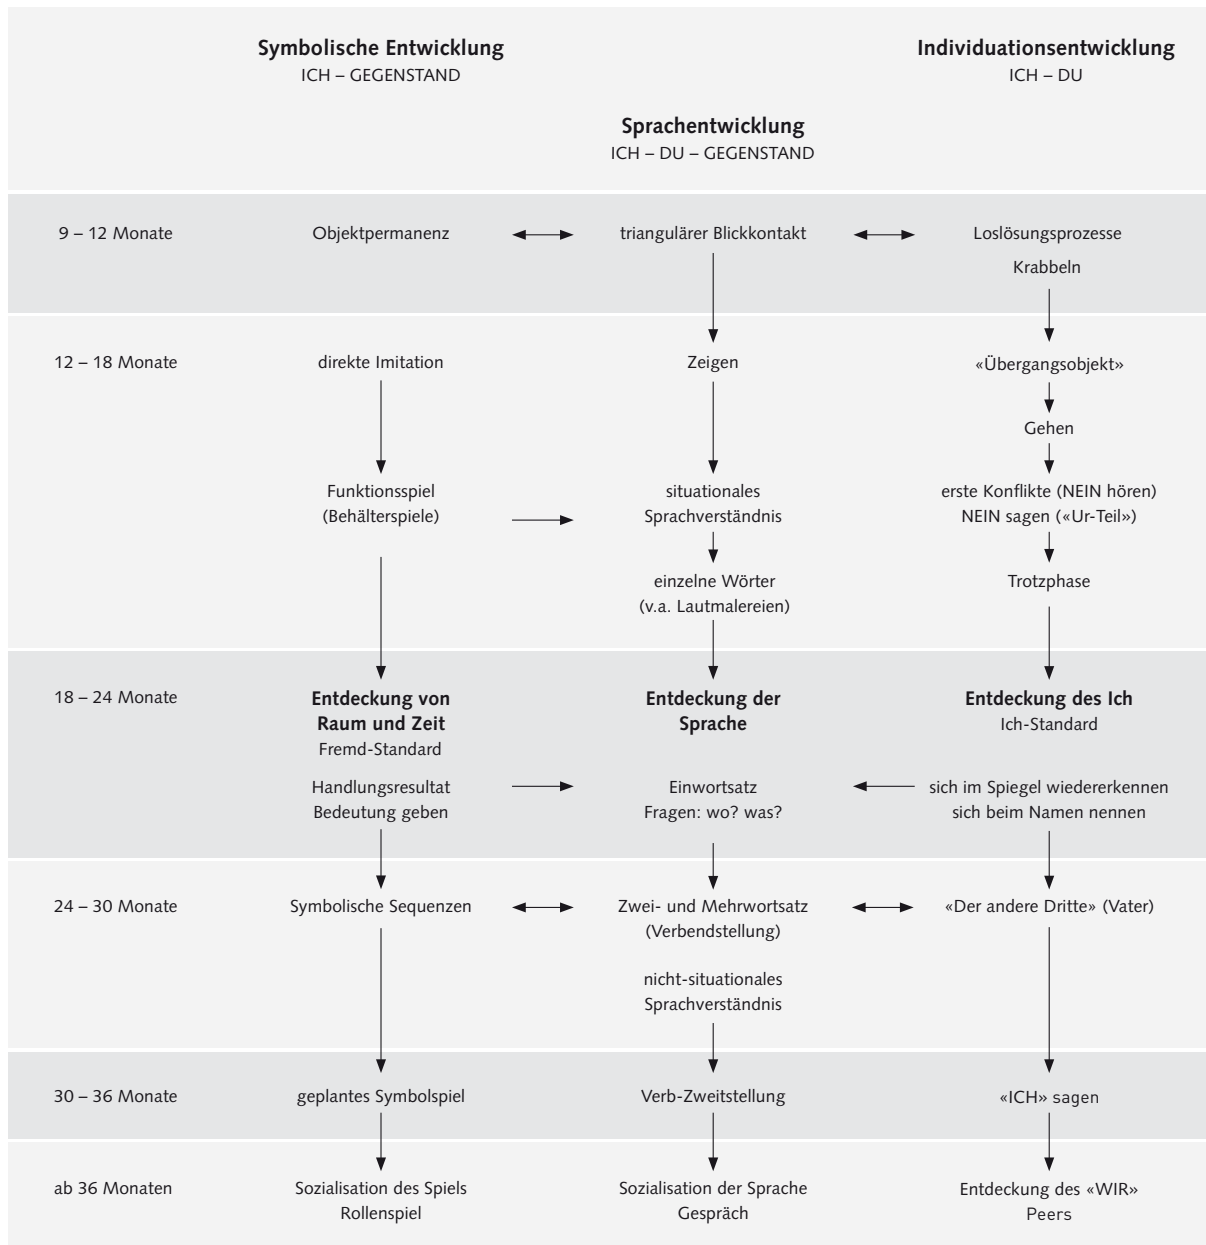 Symbolische Entwicklung
ICH – GEGENSTAND
Individuationsentwicklung
ICH – DU
Sprachentwicklung
ICH – DU – GEGENSTAND
9 – 12 Monate
Objektpermanenz
triangulärer Blickkontakt
Loslösungsprozesse
Krabbeln
12 – 18 Monate
direkte Imitation
Zeigen
«Übergangsobjekt»
Gehen
Funktionsspiel
(Behälterspiele)
situationales
Sprachverständnis
erste Konflikte (NEIN hören)
NEIN sagen («Ur-Teil»)
einzelne Wörter
(v.a. Lautmalereien)
Trotzphase
18 – 24 Monate
Entdeckung von
Raum und Zeit
Fremd-Standard
Entdeckung der
Sprache
Entdeckung des Ich
Ich-Standard
Handlungsresultat
Bedeutung geben
Einwortsatz
Fragen: wo? was?
sich im Spiegel wiedererkennen
sich beim Namen nennen
24 – 30 Monate
Symbolische Sequenzen
Zwei- und Mehrwortsatz
(Verbendstellung)
«Der andere Dritte» (Vater)
nicht-situationales
Sprachverständnis
30 – 36 Monate
geplantes Symbolspiel
Verb-Zweitstellung
«ICH» sagen
ab 36 Monaten
Sozialisation des Spiels
Rollenspiel
Sozialisation der Sprache
Gespräch
Entdeckung des «WIR»
Peers